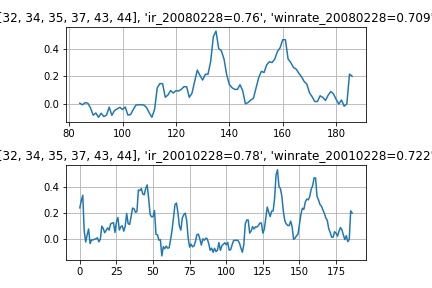 [32, 34, 35, 37, 43, 44], 'ir_20080228=0.76', 'winrate_20080228=0.709'
0.4
0.2
0.0
80 100 120 140 160 180
[32, 34, 35, 37, 43, 44], 'ir_20010228=0.78', 'winrate_20010228=0.722'
0.4
0.2
0.0
0 25 50 75 100 125 150 175